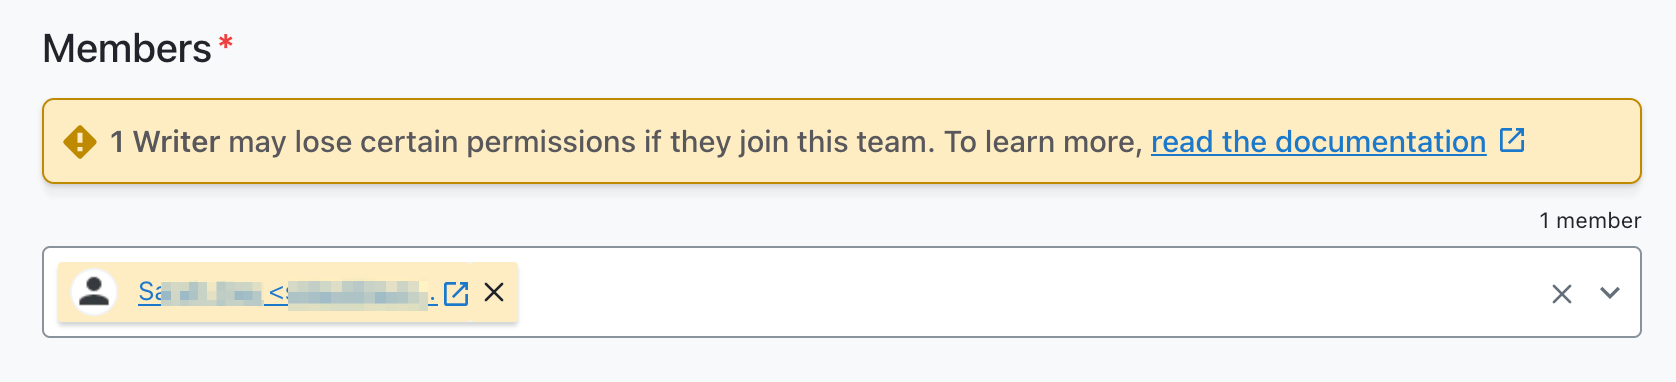 Members*
1 Writer may lose certain permissions if they join this team. To learn more, read the documentation
1 member